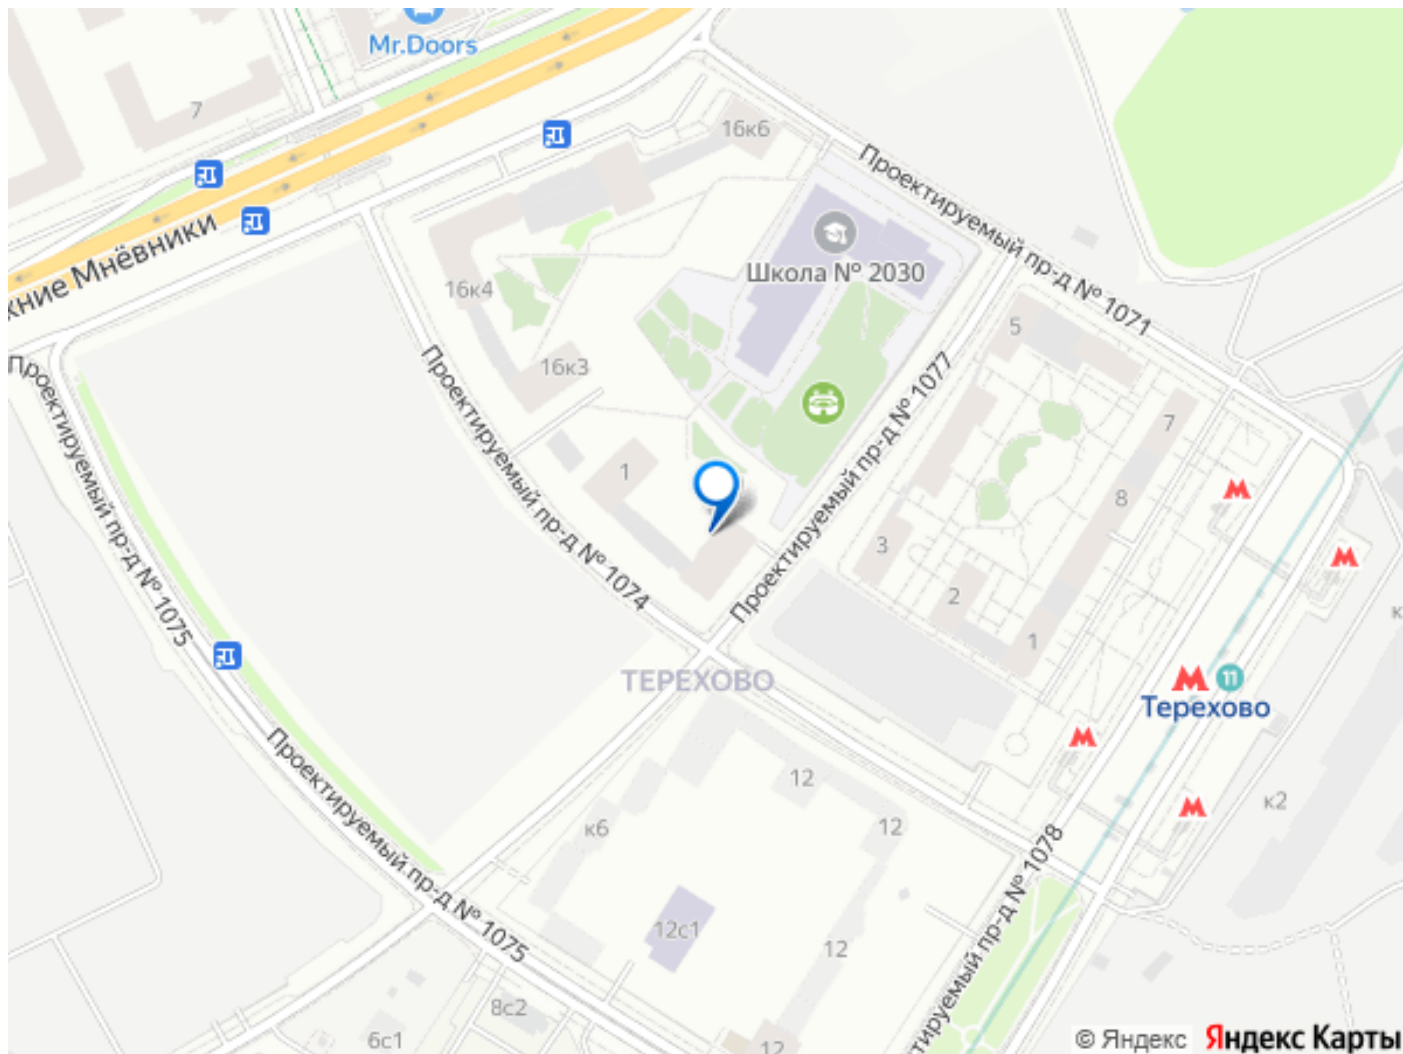 Mr.Doors
7
16к6
Проектируемый пр-д № 1071
Школа № 2030
хние Мнёвники
16к4
5
16к3
Проектируемый пр-д № 1077
Проектируемый пр-д № 1074
7
Проектируемый пр-д № 1075
1
8
3
2
1
к
ТЕРЕХОВО
11
Терехово
12
к2
к6
12
Проектируемый пр-д № 1075
тируемый пр-д № 1078
12с1
12
8с2
6с1
12
© Яндекс
Яндекс Карты